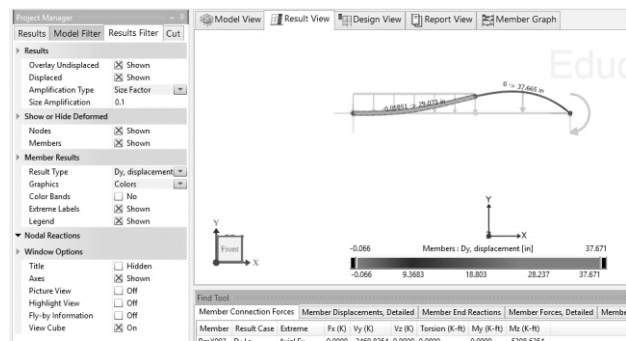 Project Manager
Results Model Filter Results Filter Cut
Results
Overlay Undisplaced Shown
Displaced Shown
Amplification Type Size Factor
Size Amplification 0.1
Show or Hide Deformed
Nodes Shown
Members Shown
Member Results
Result Type Dy, displacement
Graphics Colors
Color Bands No
Extreme Labels Shown
Legend Shown
Nodal Reactions
Window Options
Title Hidden
Axes Shown
Picture View Off
Highlight View Off
Fly-by Information Off
View Cube On
Model View Result View Design View Report View Member Graph
Educ
0 -> 37.665 in
-> 29.073 in
Y
X
Y
Front
X
-0.066 Members : Dy, displacement [in] 37.671
-0.066 9.3683 18.803 28.237 37.671
Find Tool
Member Connection Forces Member Displacements, Detailed Member End Reactions Member Forces, Detailed Membe
Member Result Case Extreme Fx (K) Vy (K) Vz (K) Torsion (K-ft) My (K-ft) Mz (K-ft)